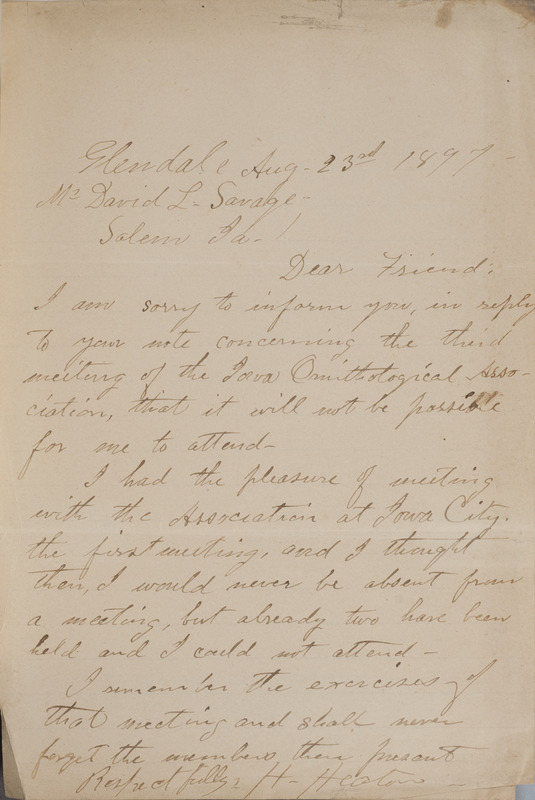 Glendale Aug-23rd 1897-
Mr David L. Savage-
Salem Ia-
Dear Friend:
I am sorry to inform you, in reply
to your note concerning the third
meeting of the Iowa Ornithological Asso-
ciation, that it will not be possible
for me to attend-
I had the pleasure of meeting
with the Association at Iowa City.
the first meeting, and I thought
then, I would never be absent from
a meeting, but already two have been
held and I could not attend-
I remember the exercises of
that meeting and shall never
forget the members then present
Respectfully, H. Heaton-